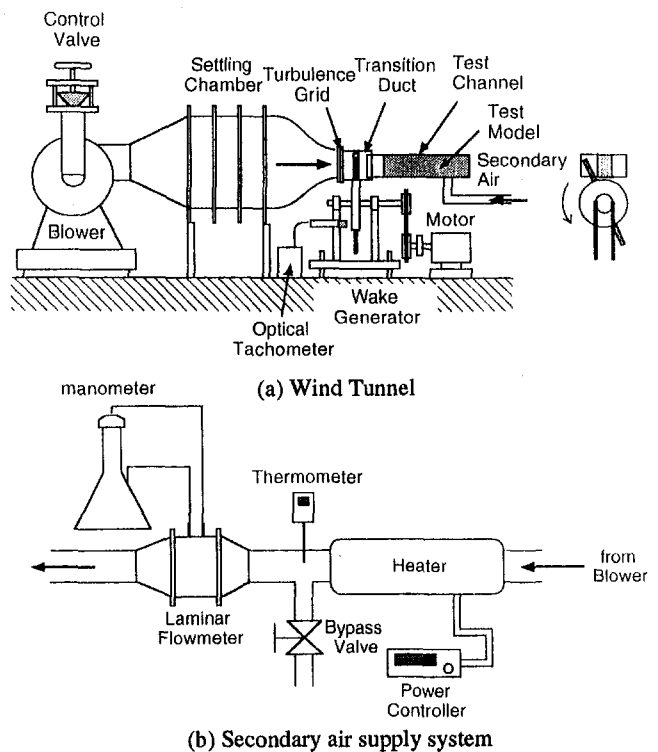 Control
Valve
Settling
Chamber
Turbulence
Grid
Transition
Duct
Test
Channel
Test
Model
Secondary
Air
Blower
Motor
Optical
Tachometer
Wake
Generator
(a) Wind Tunnel
manometer
Thermometer
Heater
from
Blower
Laminar
Flowmeter
Bypass
Valve
Power
Controller
(b) Secondary air supply system